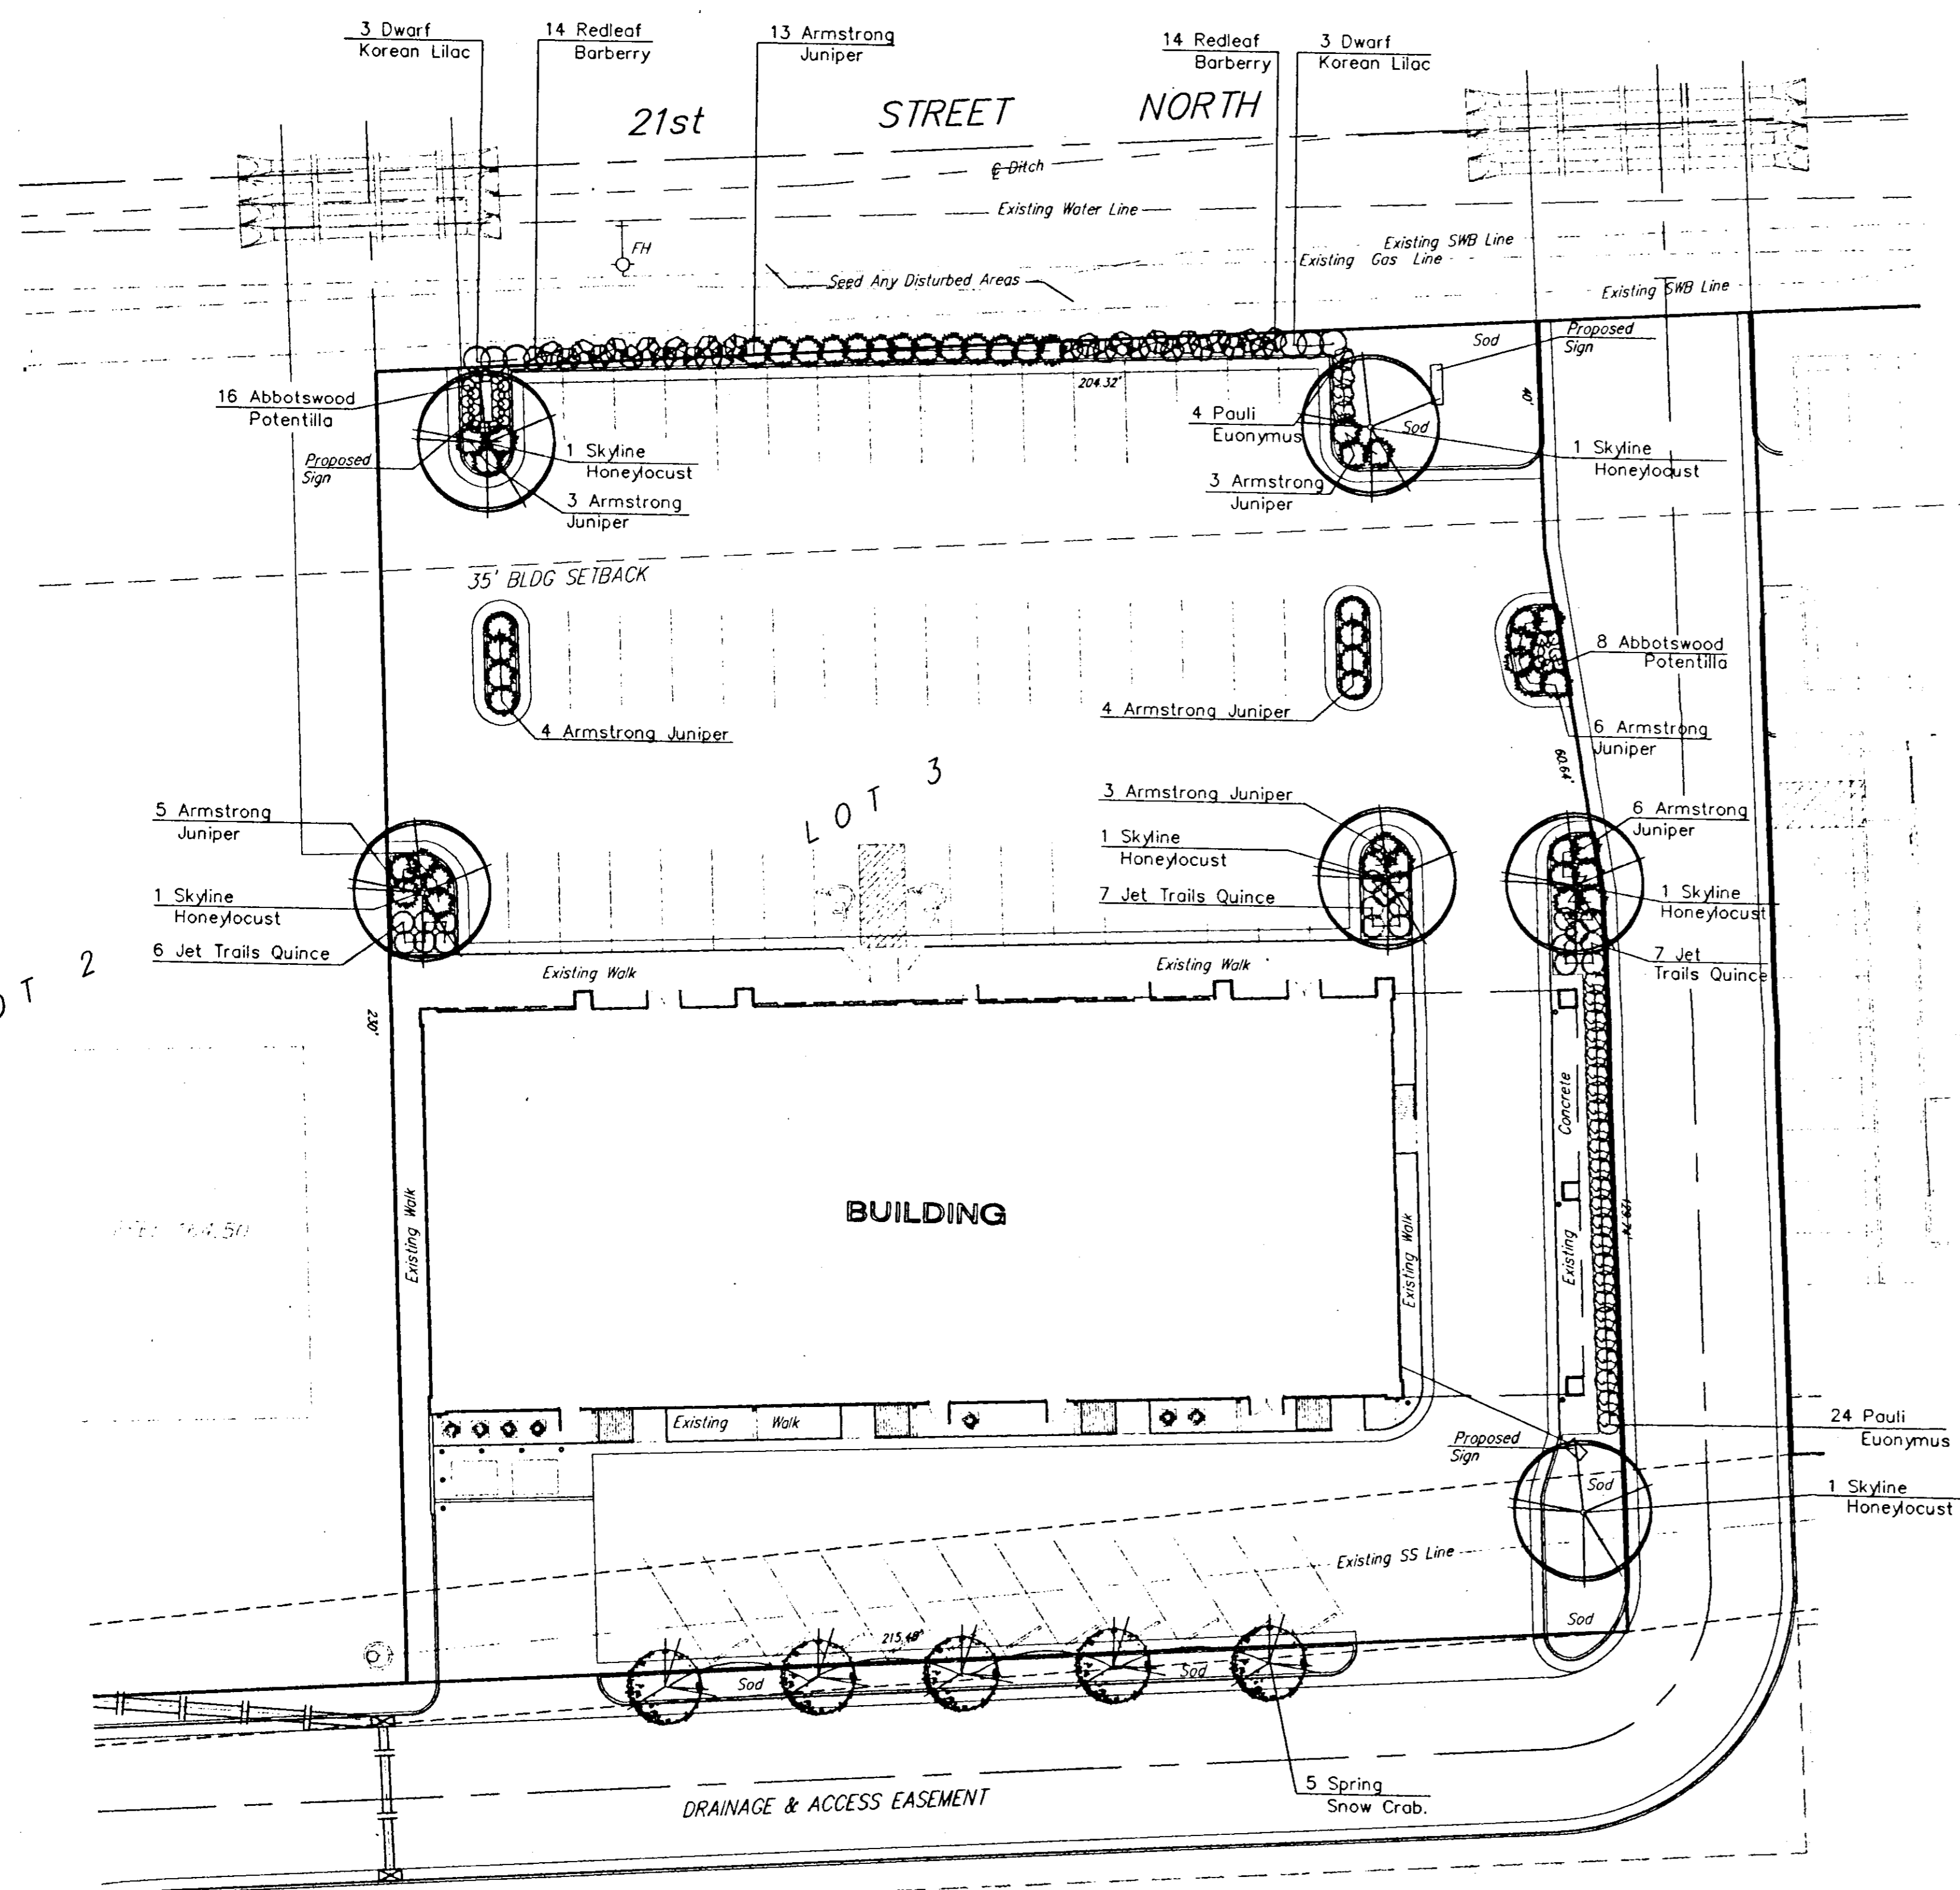 3 Dwarf
Korean Lilac
14 Redleaf
Barberry
13 Armstrong
Juniper
14 Redleaf
Barberry
3 Dwarf
Korean Lilac
21st STREET NORTH
℄ Ditch
Existing Water Line
FH
Existing SWB Line
Existing Gas Line
Seed Any Disturbed Areas
Existing SWB Line
Sod
Proposed
Sign
204.32'
40'
16 Abbotswood
Potentilla
4 Pauli
Euonymus
Sod
Proposed
Sign
1 Skyline
Honeylocust
1 Skyline
Honeylocust
3 Armstrong
Juniper
3 Armstrong
Juniper
35' BLDG SETBACK
8 Abbotswood
Potentilla
4 Armstrong Juniper
4 Armstrong Juniper
6 Armstrong
Juniper
60.64'
LOT 3
5 Armstrong
Juniper
3 Armstrong Juniper
6 Armstrong
Juniper
1 Skyline
Honeylocust
1 Skyline
Honeylocust
1 Skyline
Honeylocust
7 Jet Trails Quince
6 Jet Trails Quince
7 Jet
Trails Quince
OT 2
Existing Walk
Existing Walk
230'
Existing Concrete
BUILDING
Existing Walk
Existing Walk
Existing Walk
24 Pauli
Euonymus
Proposed
Sign
Sod
1 Skyline
Honeylocust
Existing SS Line
Sod
215.48'
Sod
Sod
5 Spring
Snow Crab.
DRAINAGE & ACCESS EASEMENT